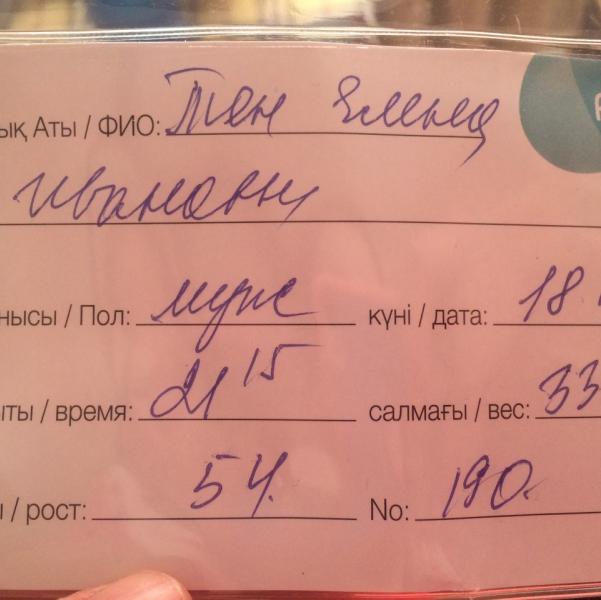 ық Аты / ФИО: Тен Елена
Ивановна
нысы / Пол: муж күні / дата: 18
ты / время: 21 15 салмағы / вес: 33
/ рост: 54. No: 190.